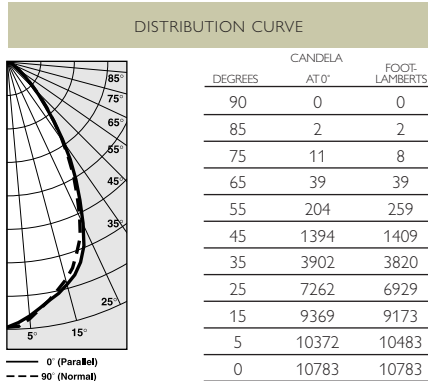 DISTRIBUTION CURVE
85°
75°
65°
55°
45°
35°
25°
15°
5°
0° (Parallel)
90° (Normal)
CANDELA
DEGREES AT 0° FOOT-
LAMBERTS
90 0 0
85 2 2
75 11 8
65 39 39
55 204 259
45 1394 1409
35 3902 3820
25 7262 6929
15 9369 9173
5 10372 10483
0 10783 10783